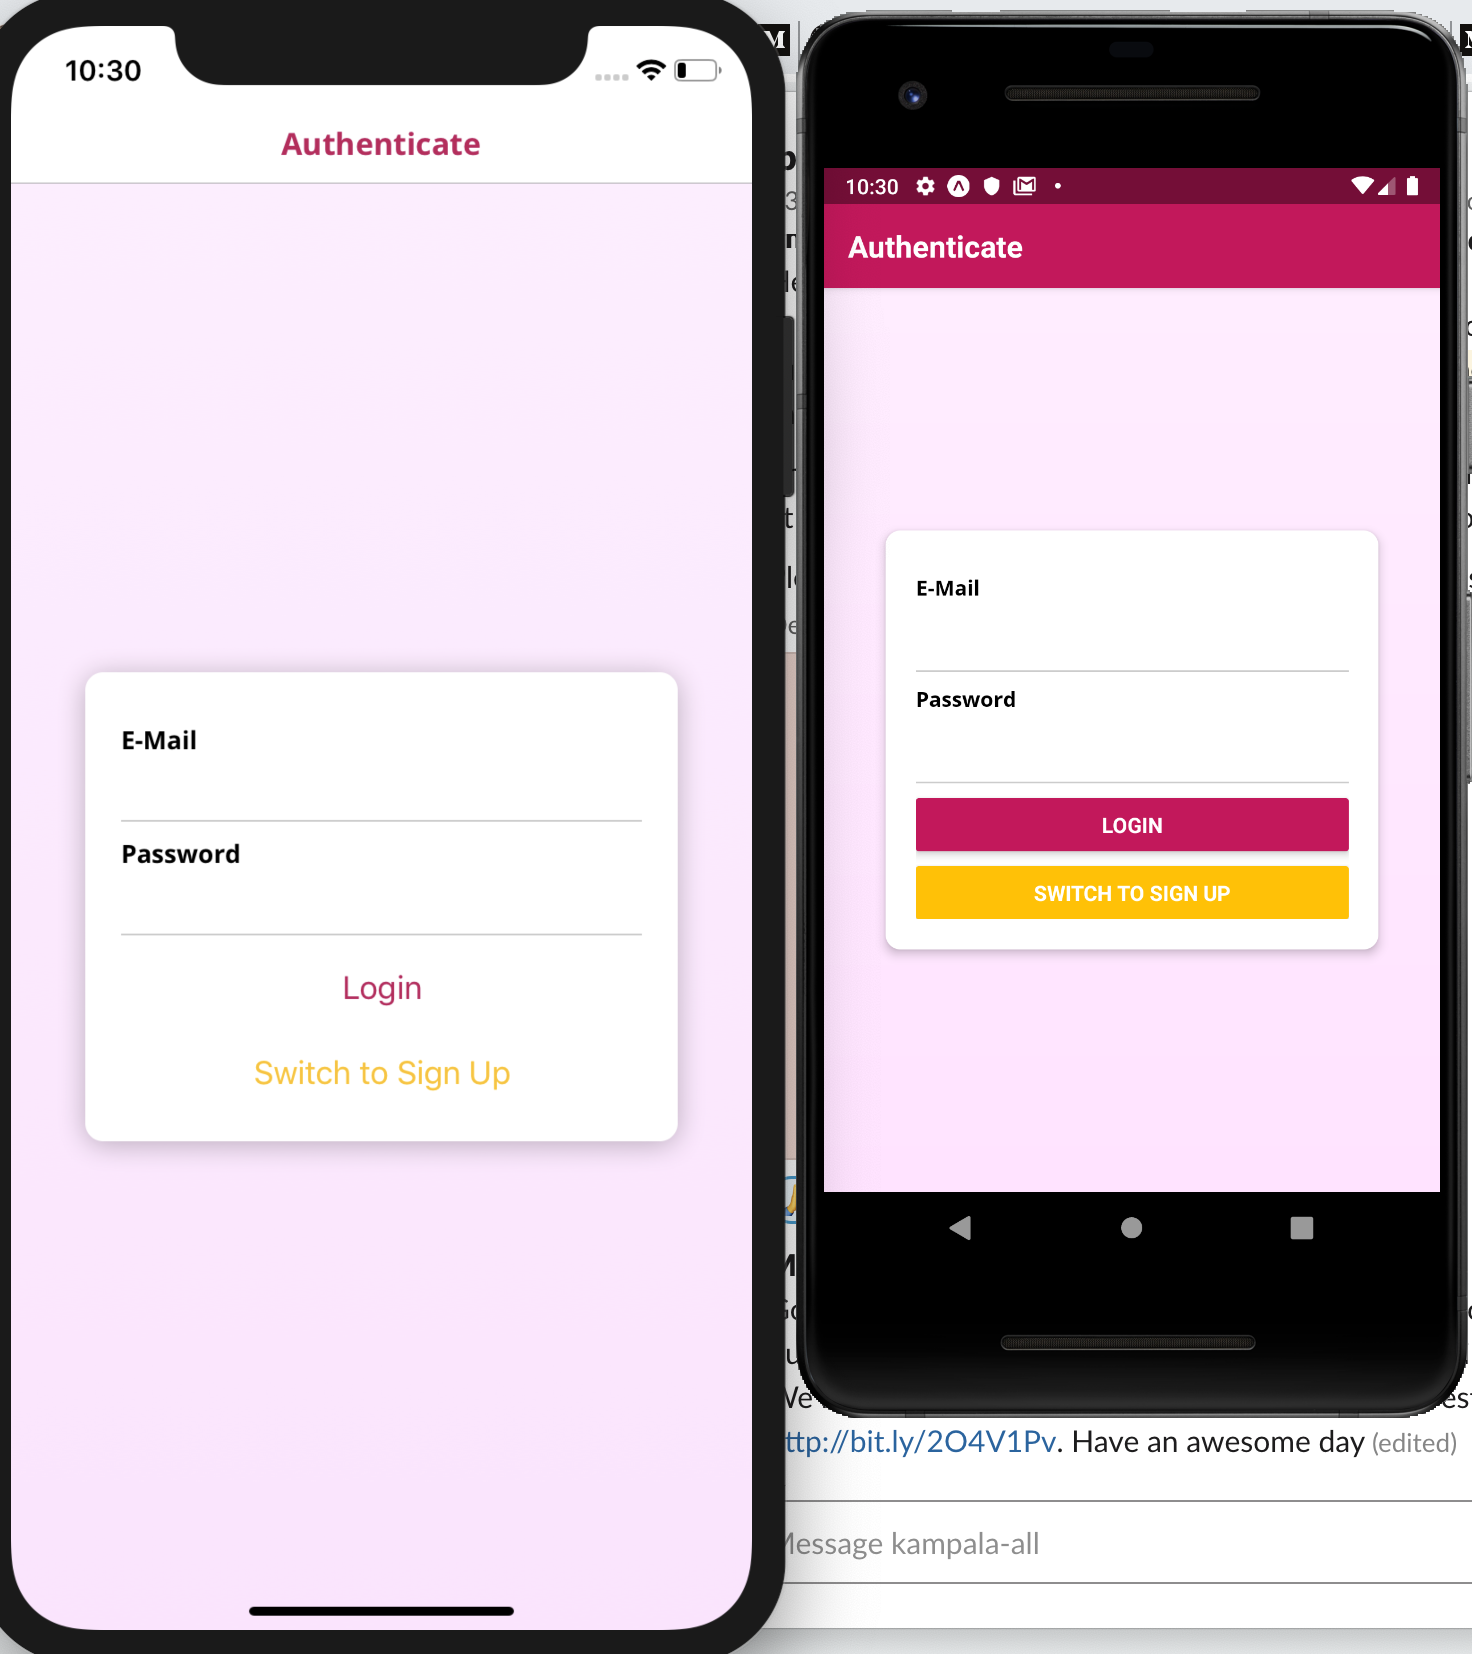 10:30
Authenticate
E-Mail
Password
Login
Switch to Sign Up
10:30
Authenticate
E-Mail
Password
LOGIN
SWITCH TO SIGN UP
ttp://bit.ly/2O4V1Pv. Have an awesome day (edited)
Message kampala-all